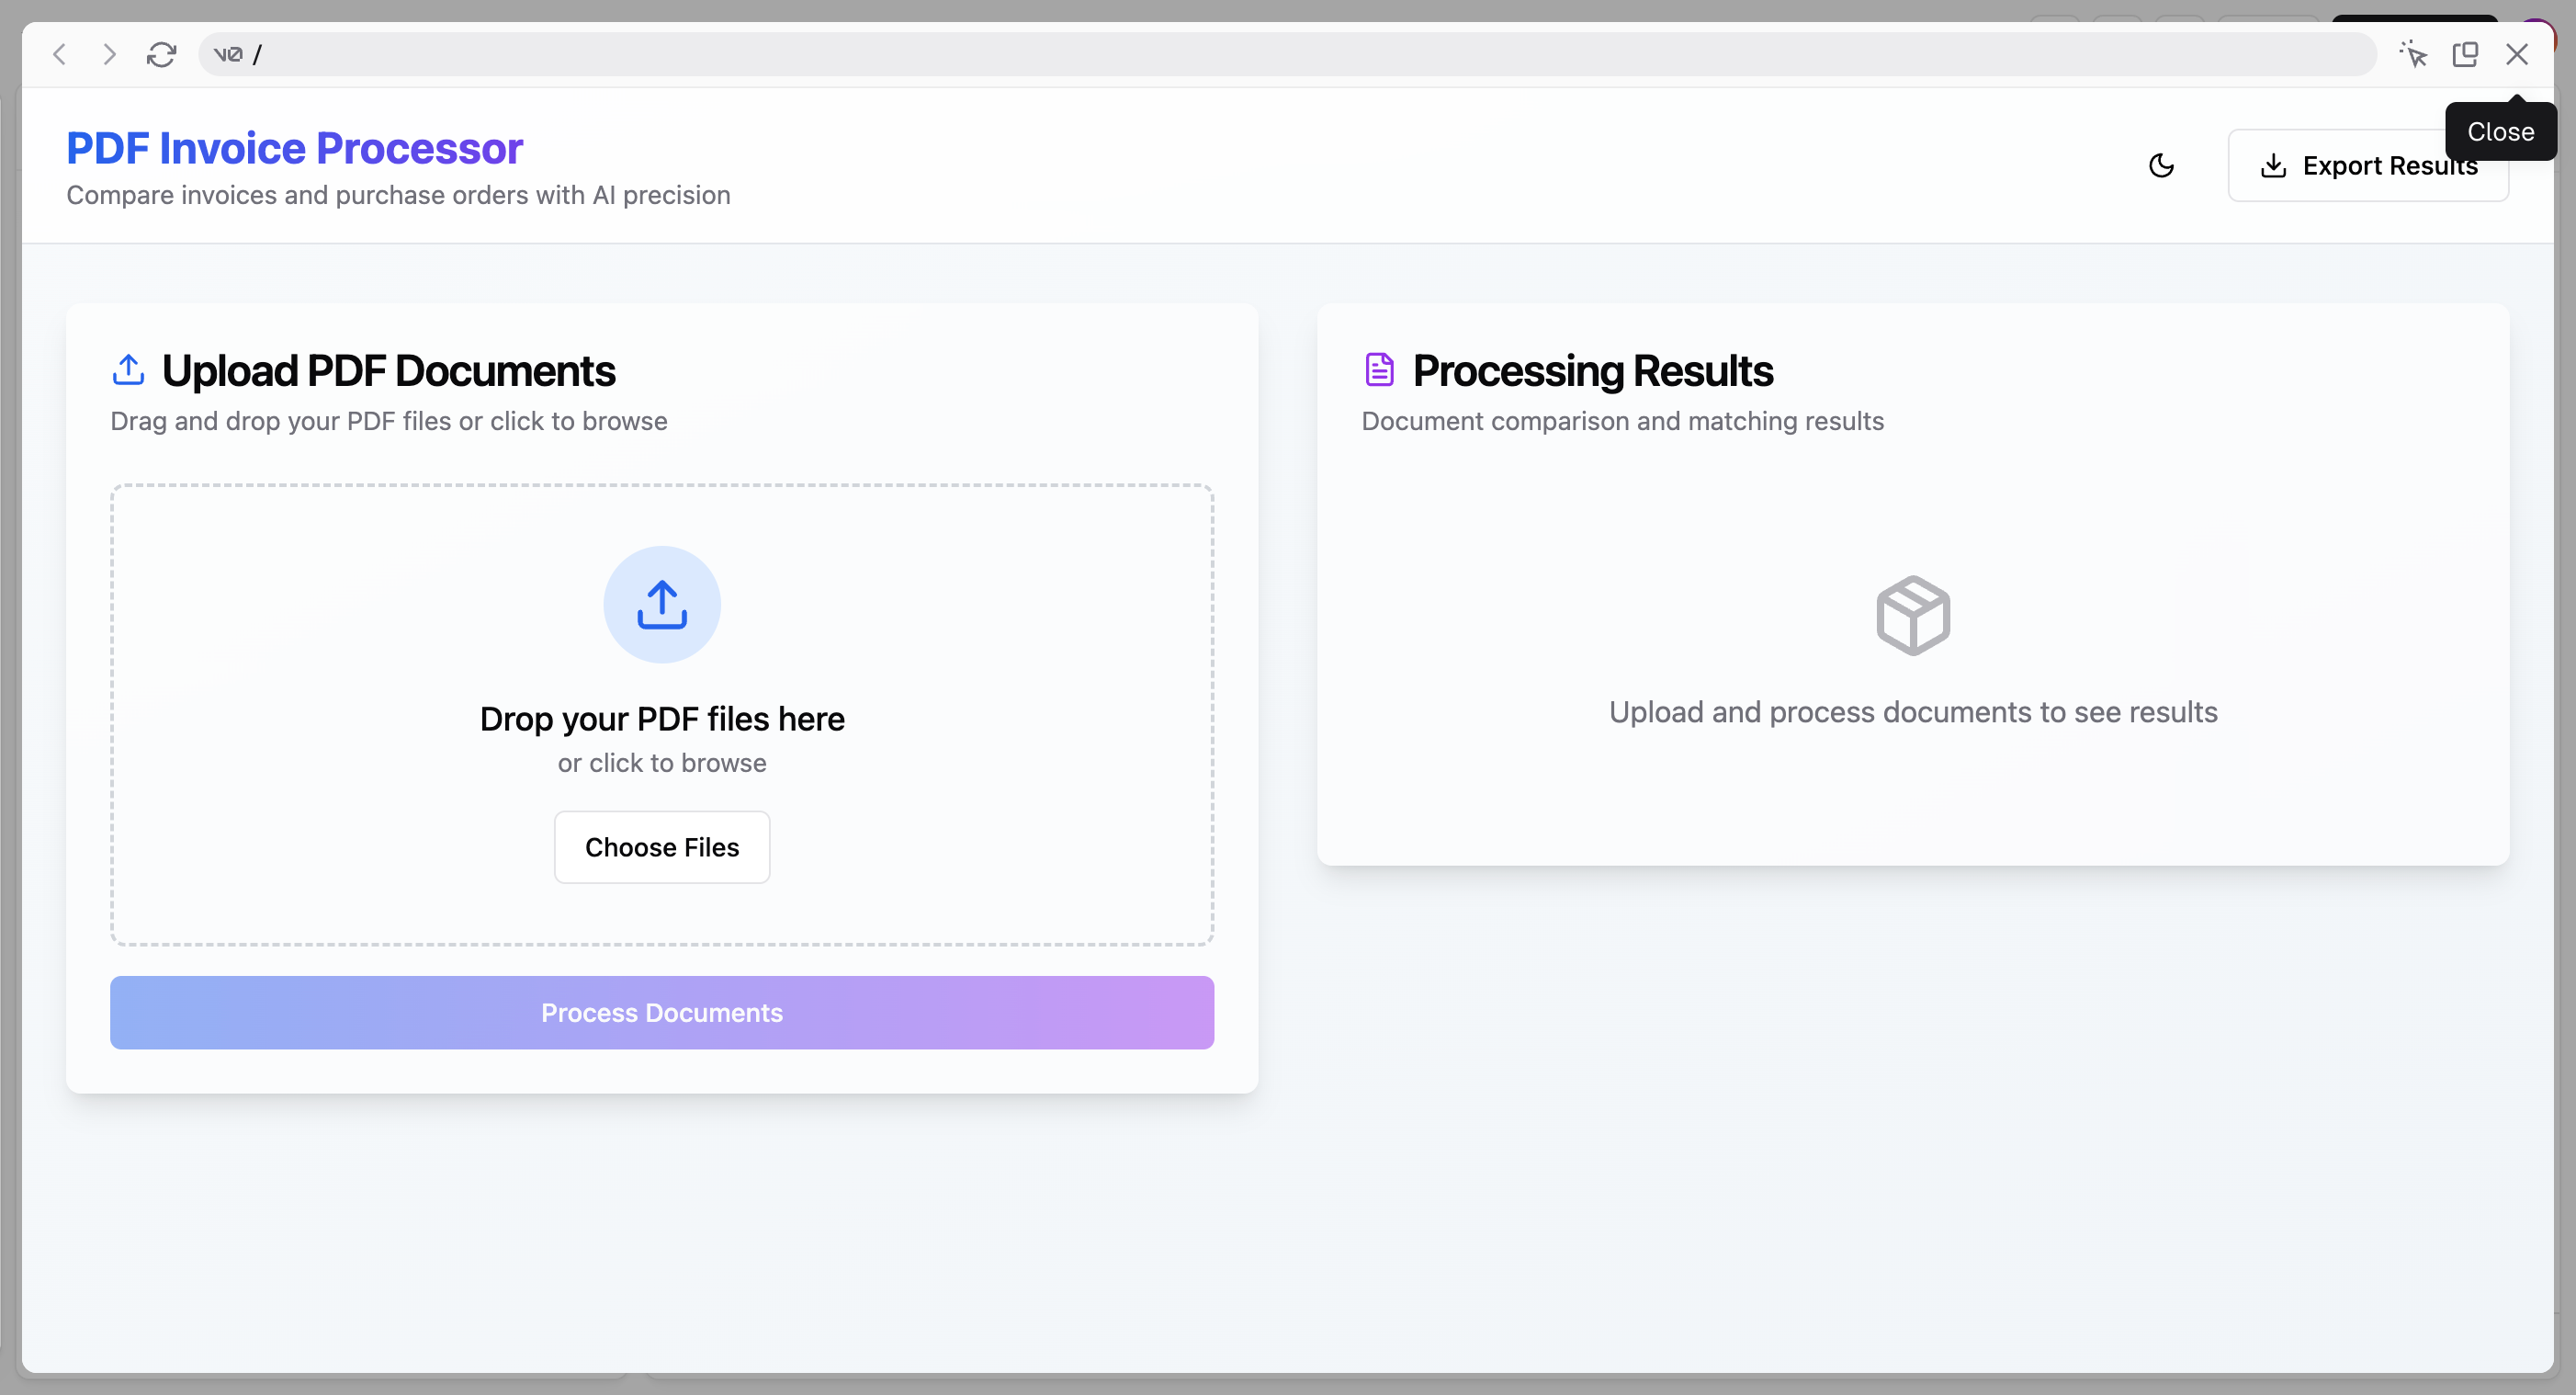 v0 /
Close
PDF Invoice Processor
Compare invoices and purchase orders with AI precision
Export Results
Upload PDF Documents
Drag and drop your PDF files or click to browse
Drop your PDF files here
or click to browse
Choose Files
Process Documents
Processing Results
Document comparison and matching results
Upload and process documents to see results